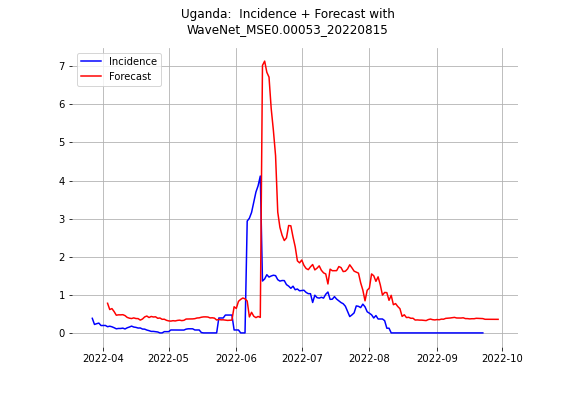 Uganda:  Incidence + Forecast with
WaveNet_MSE0.00053_20220815
Incidence
Forecast
7
6
5
4
3
2
1
0
2022-04 2022-05 2022-06 2022-07 2022-08 2022-09 2022-10